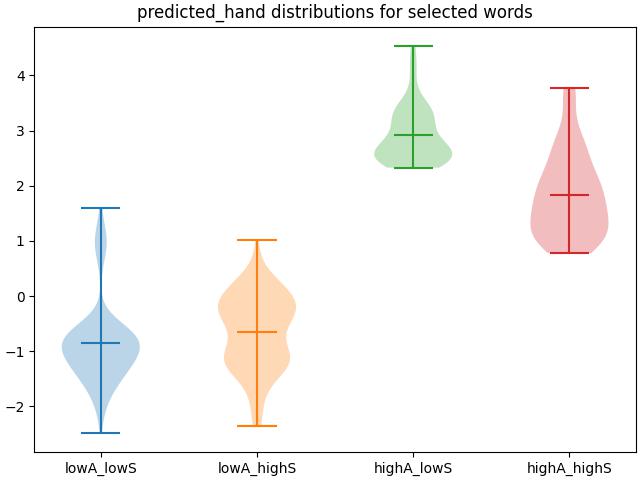 predicted_hand distributions for selected words
4
3
2
1
0
−1
−2
lowA_lowS
lowA_highS
highA_lowS
highA_highS